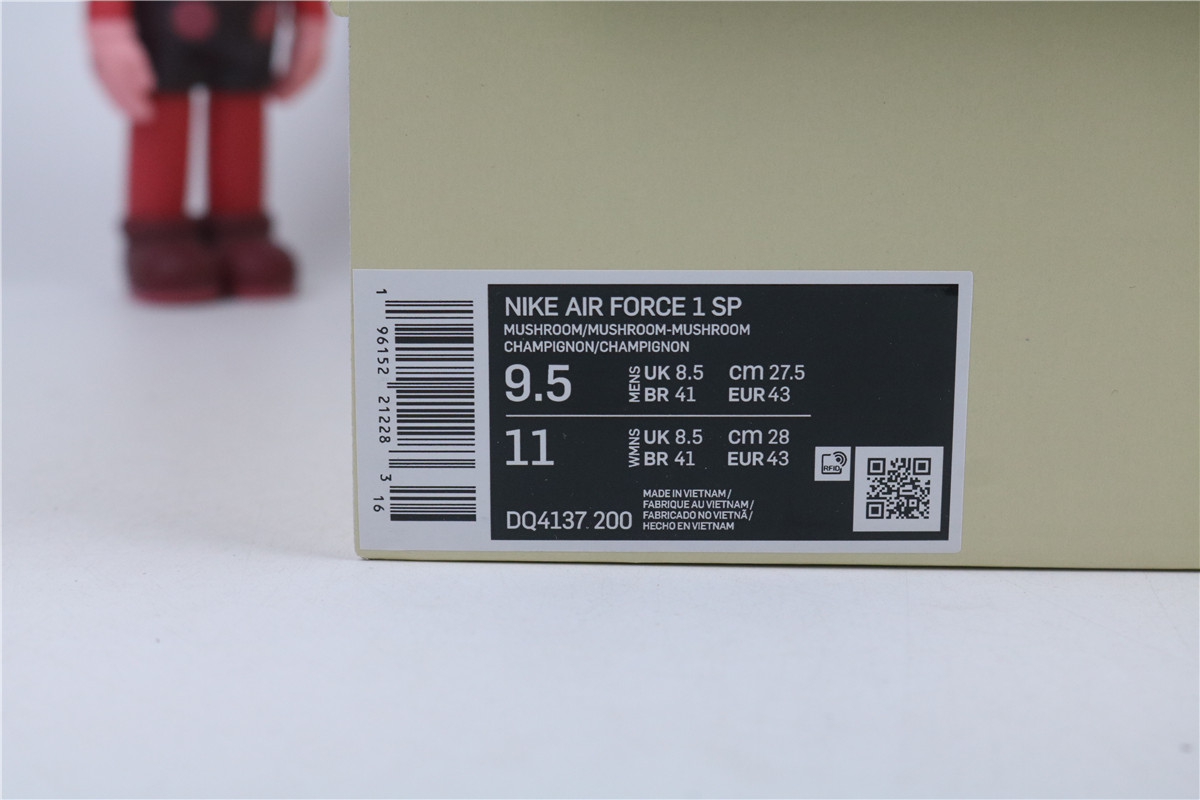 1 96152 21228 3 16
NIKE AIR FORCE 1 SP
MUSHROOM/MUSHROOM-MUSHROOM
CHAMPIGNON/CHAMPIGNON
9.5 MENS UK 8.5 cm 27.5
BR 41 EUR 43
11 WMNS UK 8.5 cm 28
BR 41 EUR 43
RFID
DQ4137 200
MADE IN VIETNAM /
FABRIQUE AU VIETNAM /
FABRICADO NO VIETNÃ /
HECHO EN VIETNAM